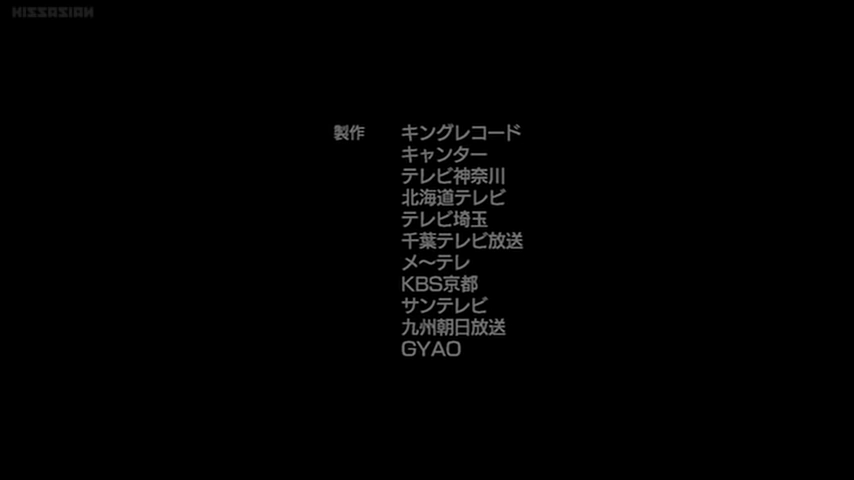 KISSASIAN
製作 キングレコード
キャンター
テレビ神奈川
北海道テレビ
テレビ埼玉
千葉テレビ放送
メ〜テレ
KBS京都
サンテレビ
九州朝日放送
GYAO